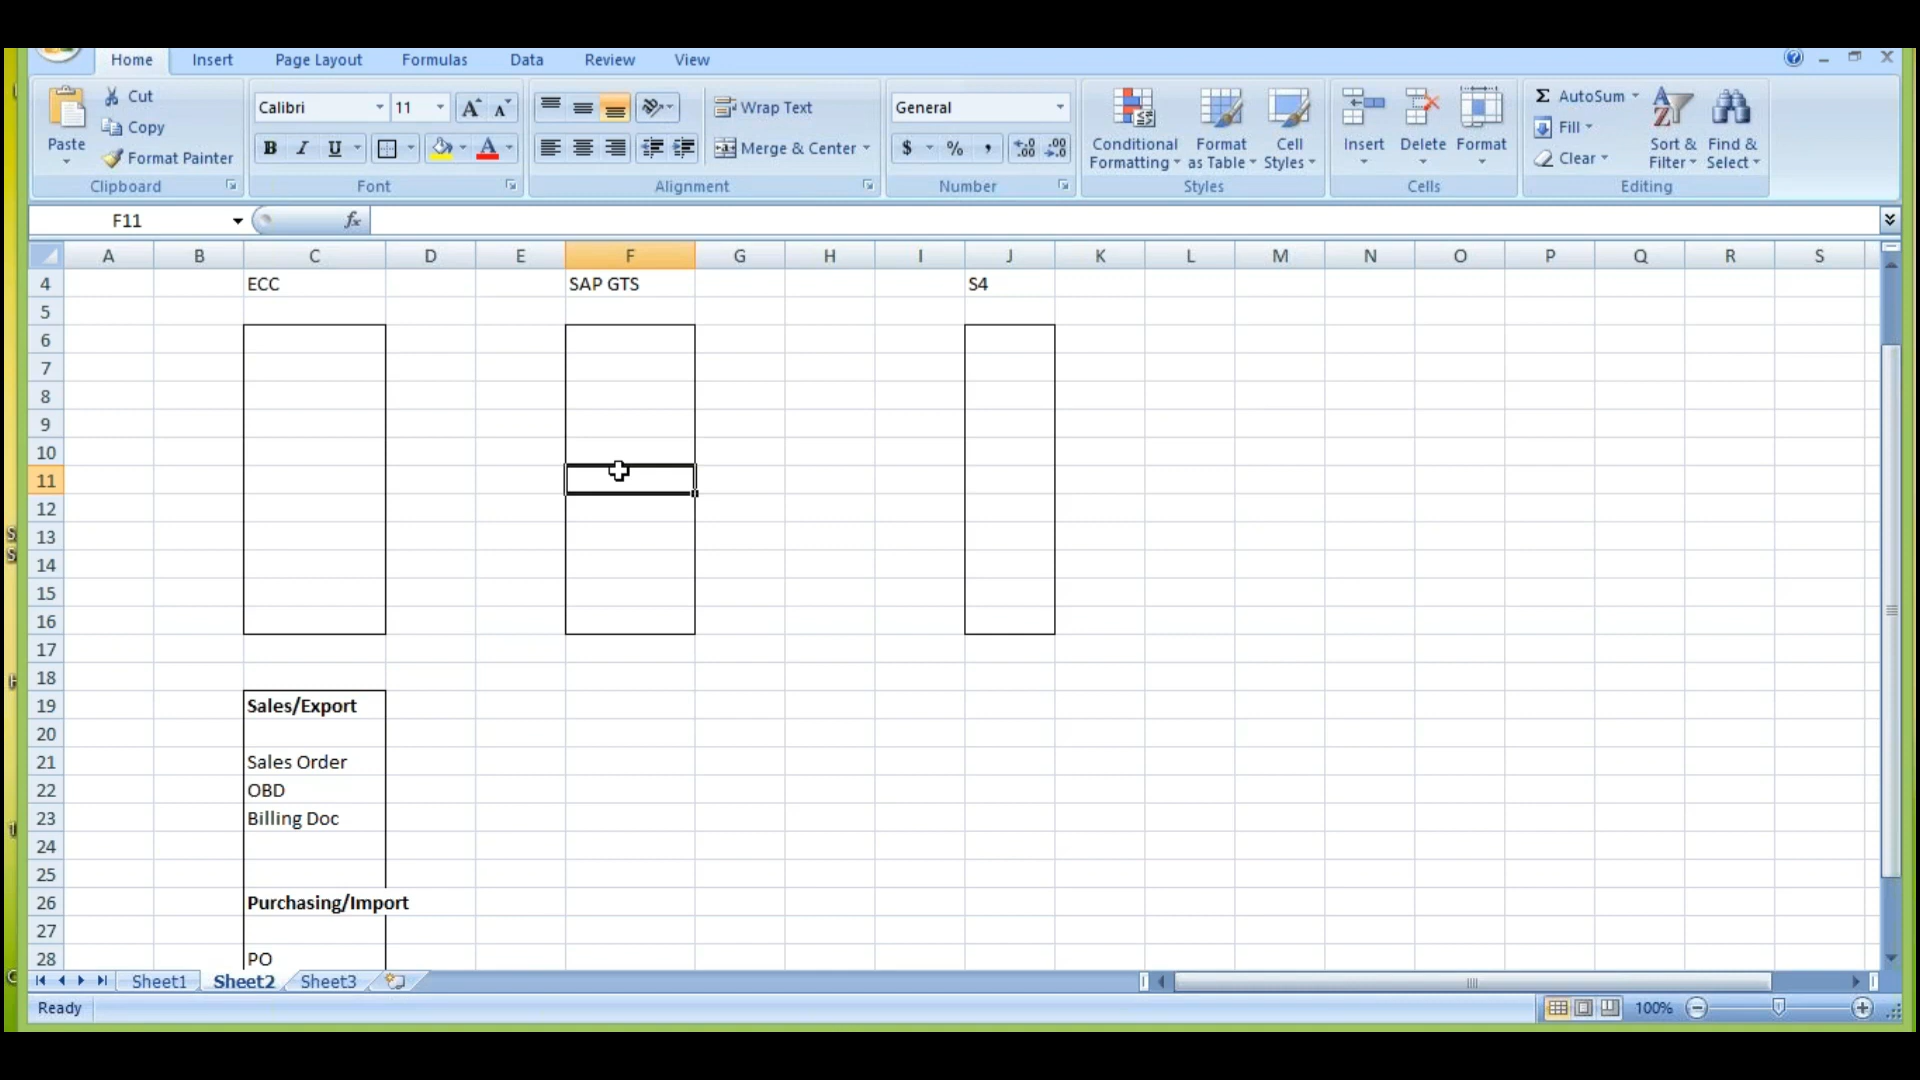 Home Insert Page Layout Formulas Data Review View
Cut
Copy
Format Painter
Paste
Clipboard
Calibri 11
B I U
Font
Wrap Text
Merge & Center
Alignment
General
$ % ,
Number
Conditional Formatting
Format as Table
Cell Styles
Styles
Insert Delete Format
Cells
Σ AutoSum
Fill
Clear
Sort & Filter
Find & Select
Editing
F11 fx
A B C D E F G H I J K L M N O P Q R S
4 ECC SAP GTS S4
5
6
7
8
9
10
11
12
13
14
15
16
17
18
19 Sales/Export
20
21 Sales Order
22 OBD
23 Billing Doc
24
25
26 Purchasing/Import
27
28 PO
Sheet1 Sheet2 Sheet3
Ready 100%